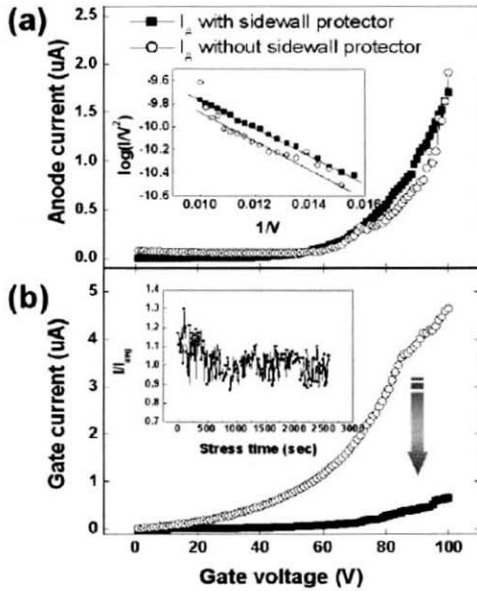 (a)
I_A with sidewall protector
I_A without sidewall protector
Anode current (uA)
2.5
2.0
1.5
1.0
0.5
0.0
log(I/V²)
-9.6
-9.8
-10.0
-10.2
-10.4
-10.6
0.010 0.012 0.014 0.016
1/V
(b)
Gate current (uA)
5
4
3
2
1
0
I/I_avg
1.4
1.3
1.2
1.1
1.0
0.9
0 500 1000 1500 2000 2500 3000
Stress time (sec)
0 20 40 60 80 100
Gate voltage (V)